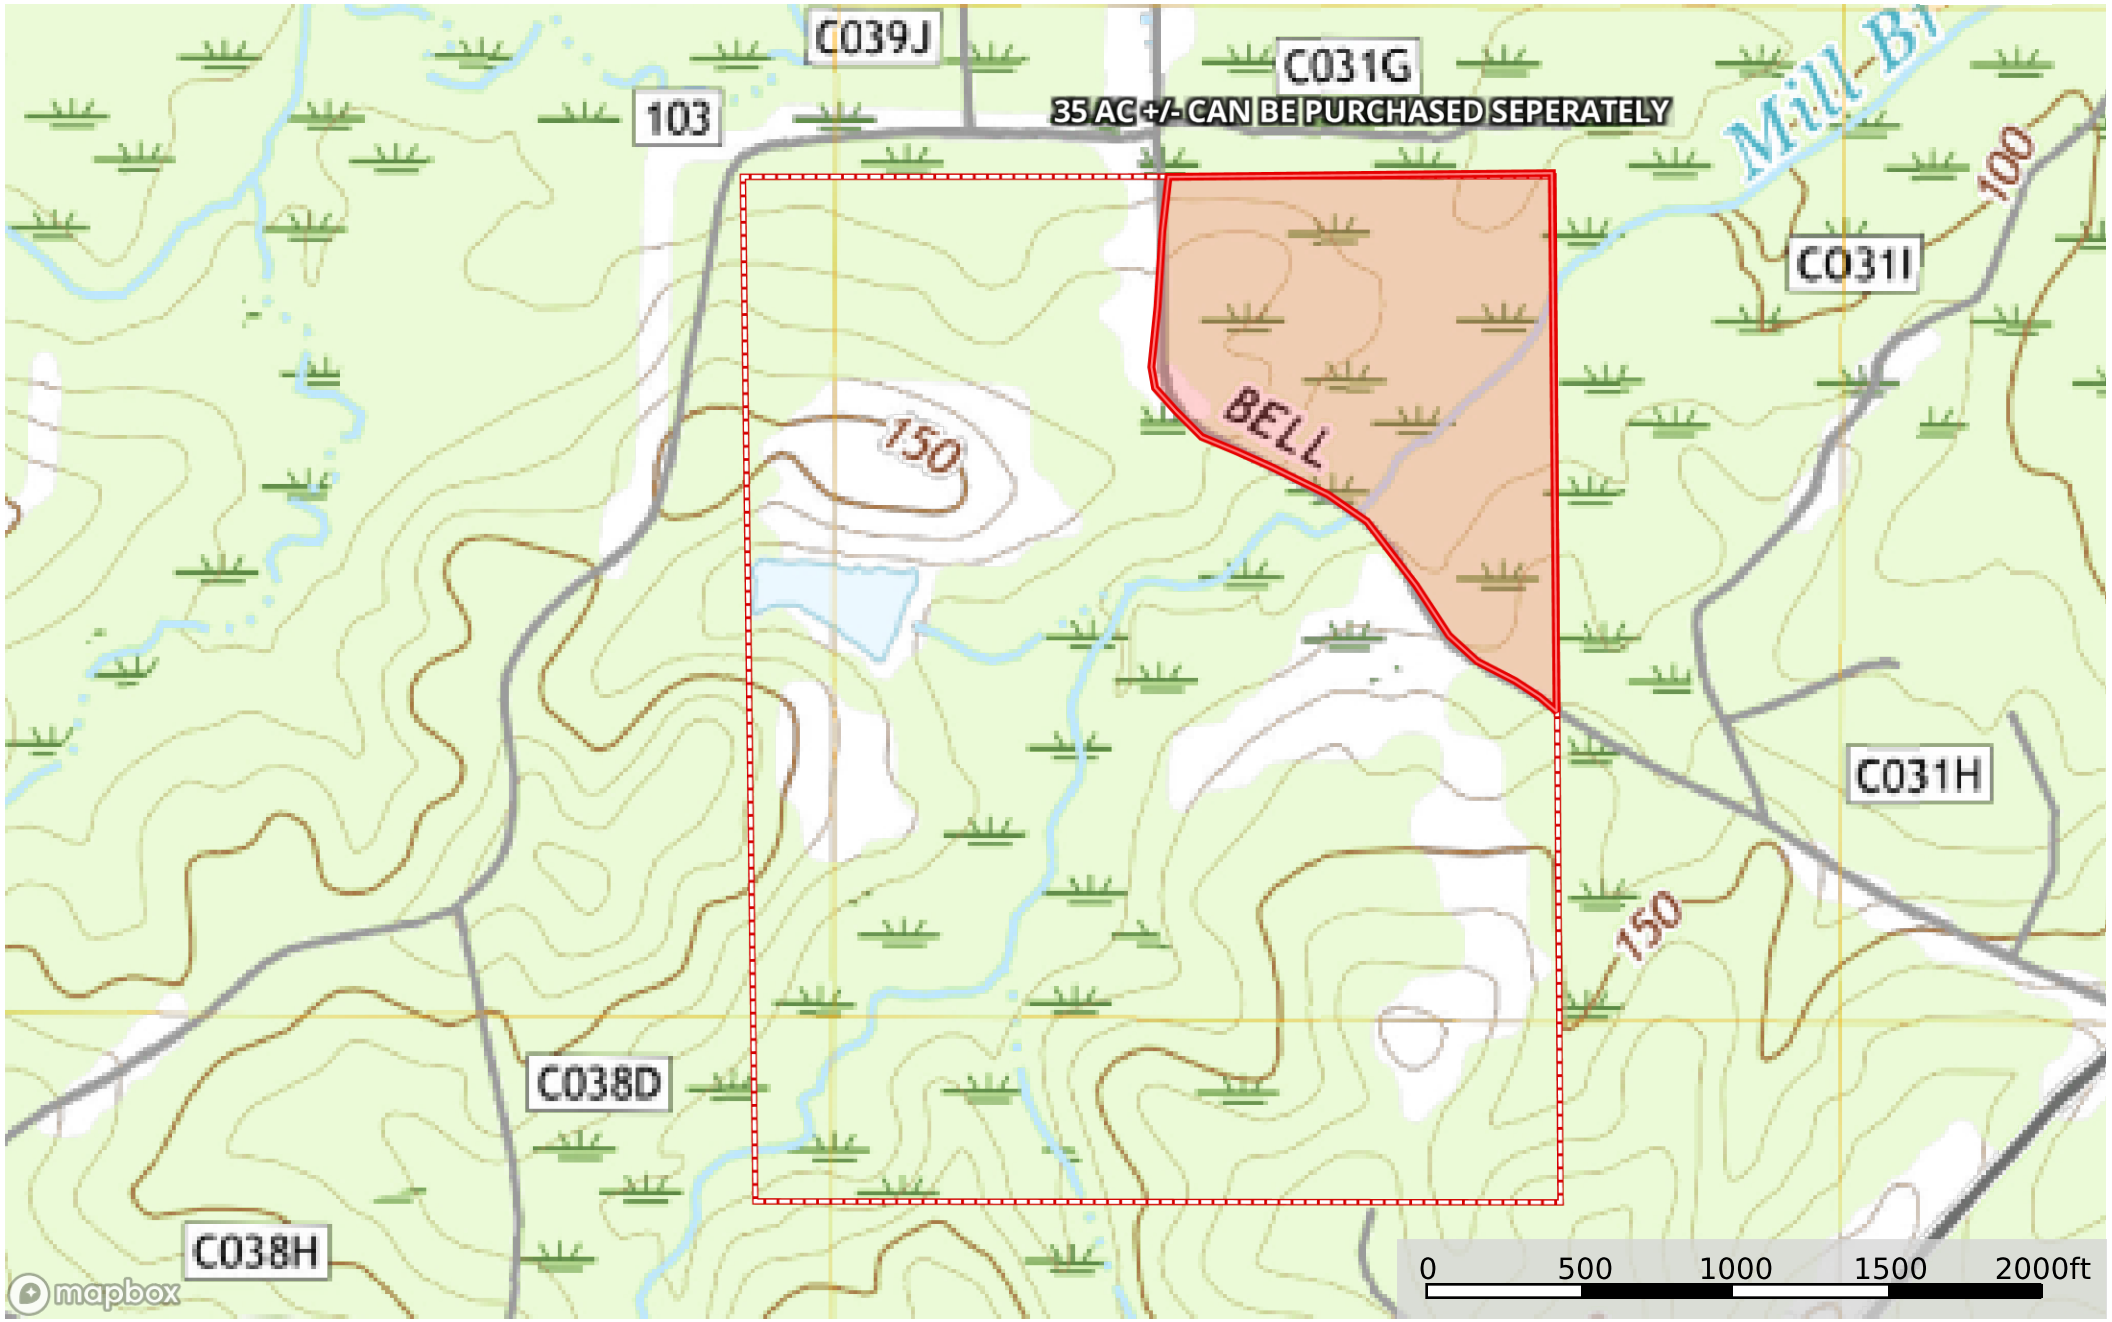 C039J
C031G
Mill Br
103
35 AC +/- CAN BE PURCHASED SEPERATELY
100
C031I
BELL
150
C031H
150
C038D
C038H
0 500 1000 1500 2000ft
mapbox